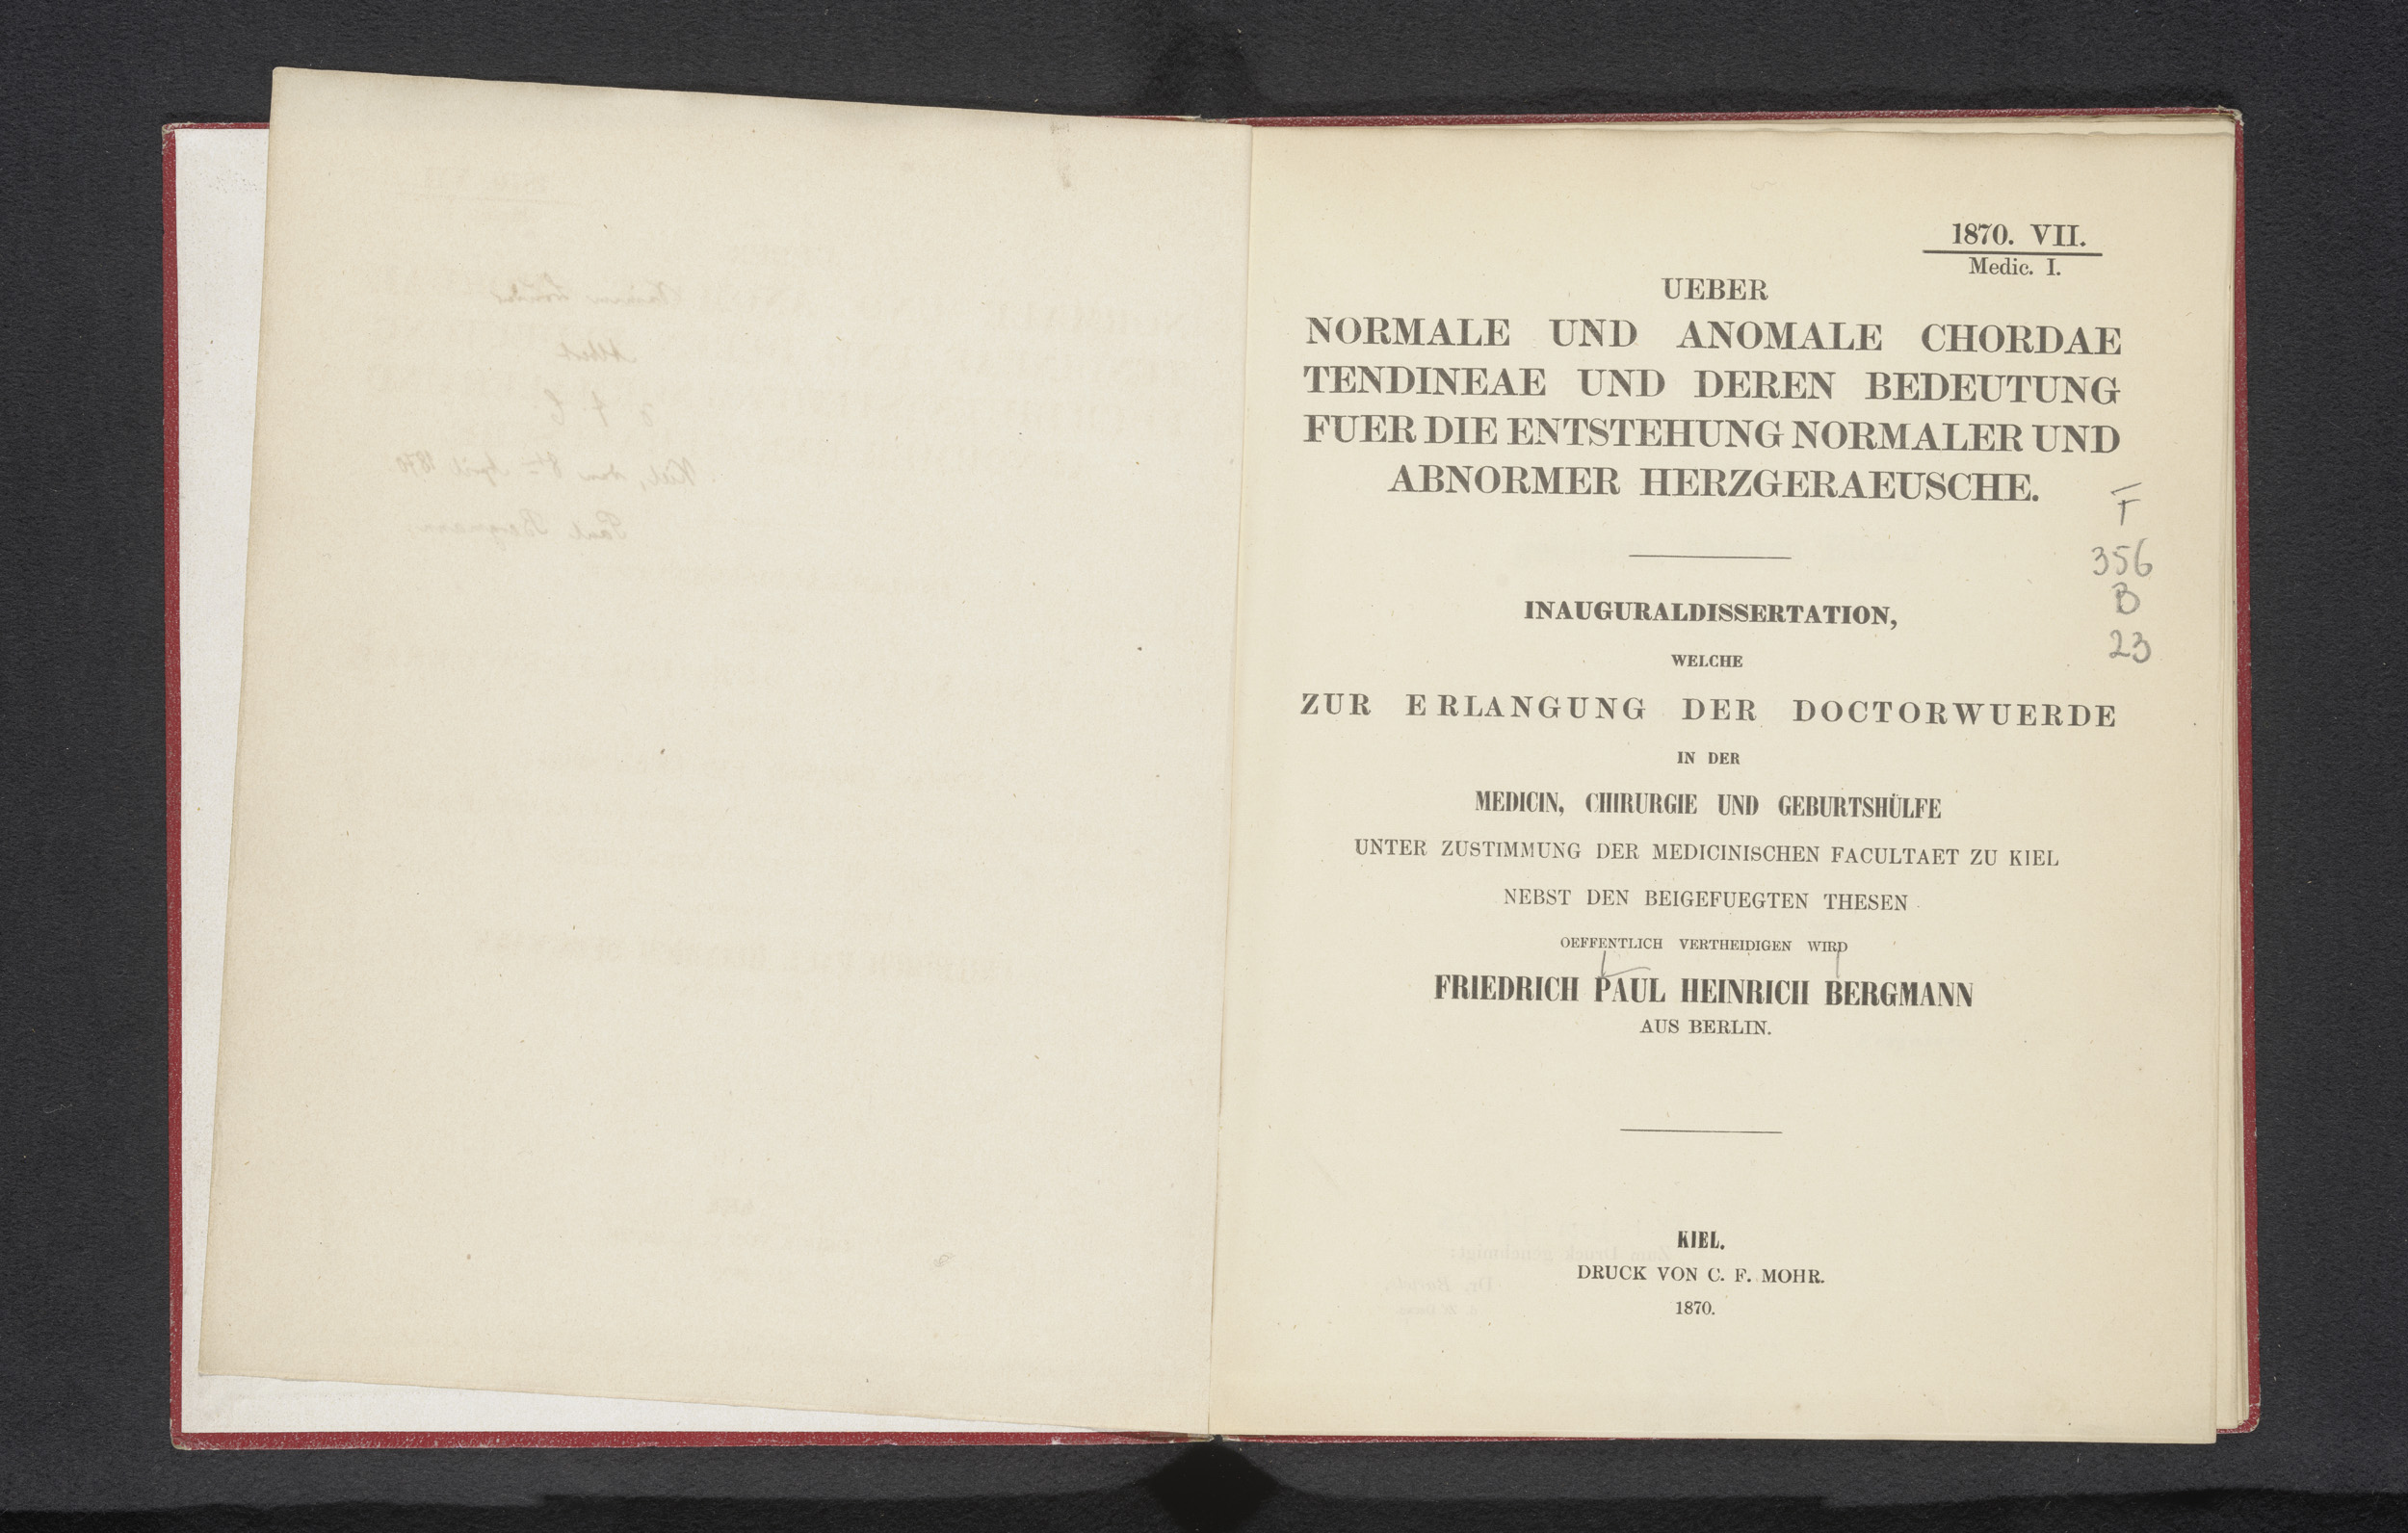 1870. VII.
Medic. I.
UEBER
NORMALE UND ANOMALE CHORDAE
TENDINEAE UND DEREN BEDEUTUNG
FUER DIE ENTSTEHUNG NORMALER UND
ABNORMER HERZGERAEUSCHE.
F
356
B
23
INAUGURALDISSERTATION,
WELCHE
ZUR ERLANGUNG DER DOCTORWUERDE
IN DER
MEDICIN, CHIRURGIE UND GEBURTSHÜLFE
UNTER ZUSTIMMUNG DER MEDICINISCHEN FACULTAET ZU KIEL
NEBST DEN BEIGEFUEGTEN THESEN
OEFFENTLICH VERTHEIDIGEN WIRD
FRIEDRICH PAUL HEINRICH BERGMANN
AUS BERLIN.
KIEL.
DRUCK VON C. F. MOHR.
1870.